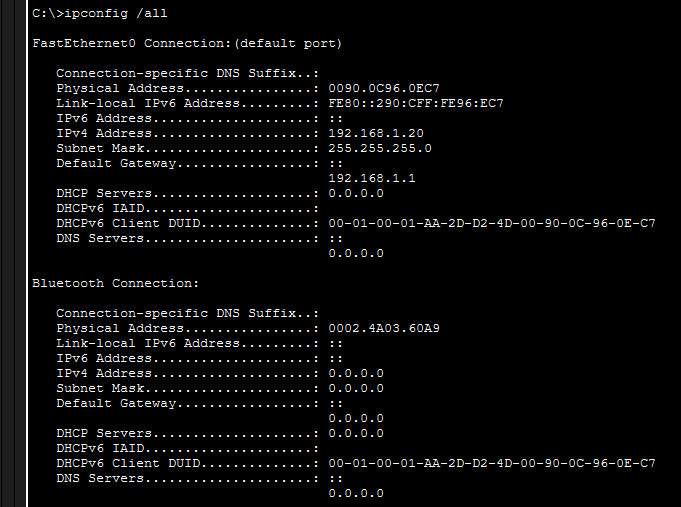 C:\>ipconfig /all
FastEthernet0 Connection:(default port)
Connection-specific DNS Suffix..:
Physical Address................: 0090.0C96.0EC7
Link-local IPv6 Address.........: FE80::290:CFF:FE96:EC7
IPv6 Address....................: ::
IPv4 Address....................: 192.168.1.20
Subnet Mask.....................: 255.255.255.0
Default Gateway.................: ::
192.168.1.1
DHCP Servers....................: 0.0.0.0
DHCPv6 IAID.....................:
DHCPv6 Client DUID..............: 00-01-00-01-AA-2D-D2-4D-00-90-0C-96-0E-C7
DNS Servers.....................: ::
0.0.0.0
Bluetooth Connection:
Connection-specific DNS Suffix..:
Physical Address................: 0002.4A03.60A9
Link-local IPv6 Address.........: ::
IPv6 Address....................: ::
IPv4 Address....................: 0.0.0.0
Subnet Mask.....................: 0.0.0.0
Default Gateway.................: ::
0.0.0.0
DHCP Servers....................: 0.0.0.0
DHCPv6 IAID.....................:
DHCPv6 Client DUID..............: 00-01-00-01-AA-2D-D2-4D-00-90-0C-96-0E-C7
DNS Servers.....................: ::
0.0.0.0